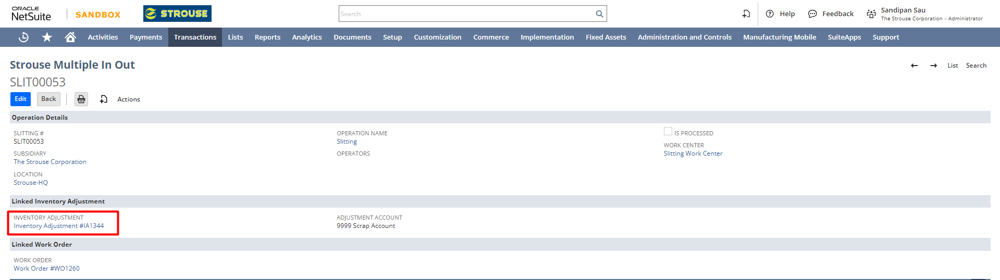 ORACLE
NetSuite
SANDBOX
STROUSE
Search
Help
Feedback
Sandipan Sau
The Strouse Corporation - Administrator
Activities
Payments
Transactions
Lists
Reports
Analytics
Documents
Setup
Customization
Commerce
Implementation
Fixed Assets
Administration and Controls
Manufacturing Mobile
SuiteApps
Support
Strouse Multiple In Out
List
Search
SLIT00053
Edit
Back
Actions
Operation Details
SLITTING #
SLIT00053
SUBSIDIARY
The Strouse Corporation
LOCATION
Strouse-HQ
OPERATION NAME
Slitting
OPERATORS
IS PROCESSED
WORK CENTER
Slitting Work Center
Linked Inventory Adjustment
INVENTORY ADJUSTMENT
Inventory Adjustment #IA1344
ADJUSTMENT ACCOUNT
9999 Scrap Account
Linked Work Order
WORK ORDER
Work Order #WO1260